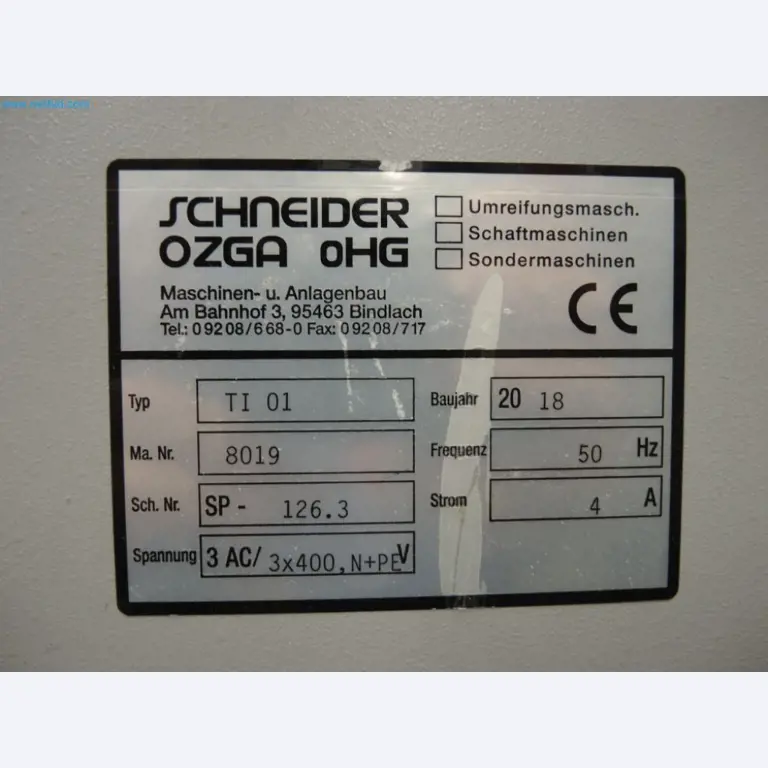 SCHNEIDER
OZGA oHG
Umreifungsmasch.
Schaftmaschinen
Sondermaschinen
Maschinen- u. Anlagenbau
Am Bahnhof 3, 95463 Bindlach
Tel.: 09208/668-0 Fax: 09208/717
CE
Typ TI 01 Baujahr 20 18
Ma. Nr. 8019 Frequenz 50 Hz
Sch. Nr. SP - 126.3 Strom 4 A
Spannung 3 AC/ 3x400,N+PE V